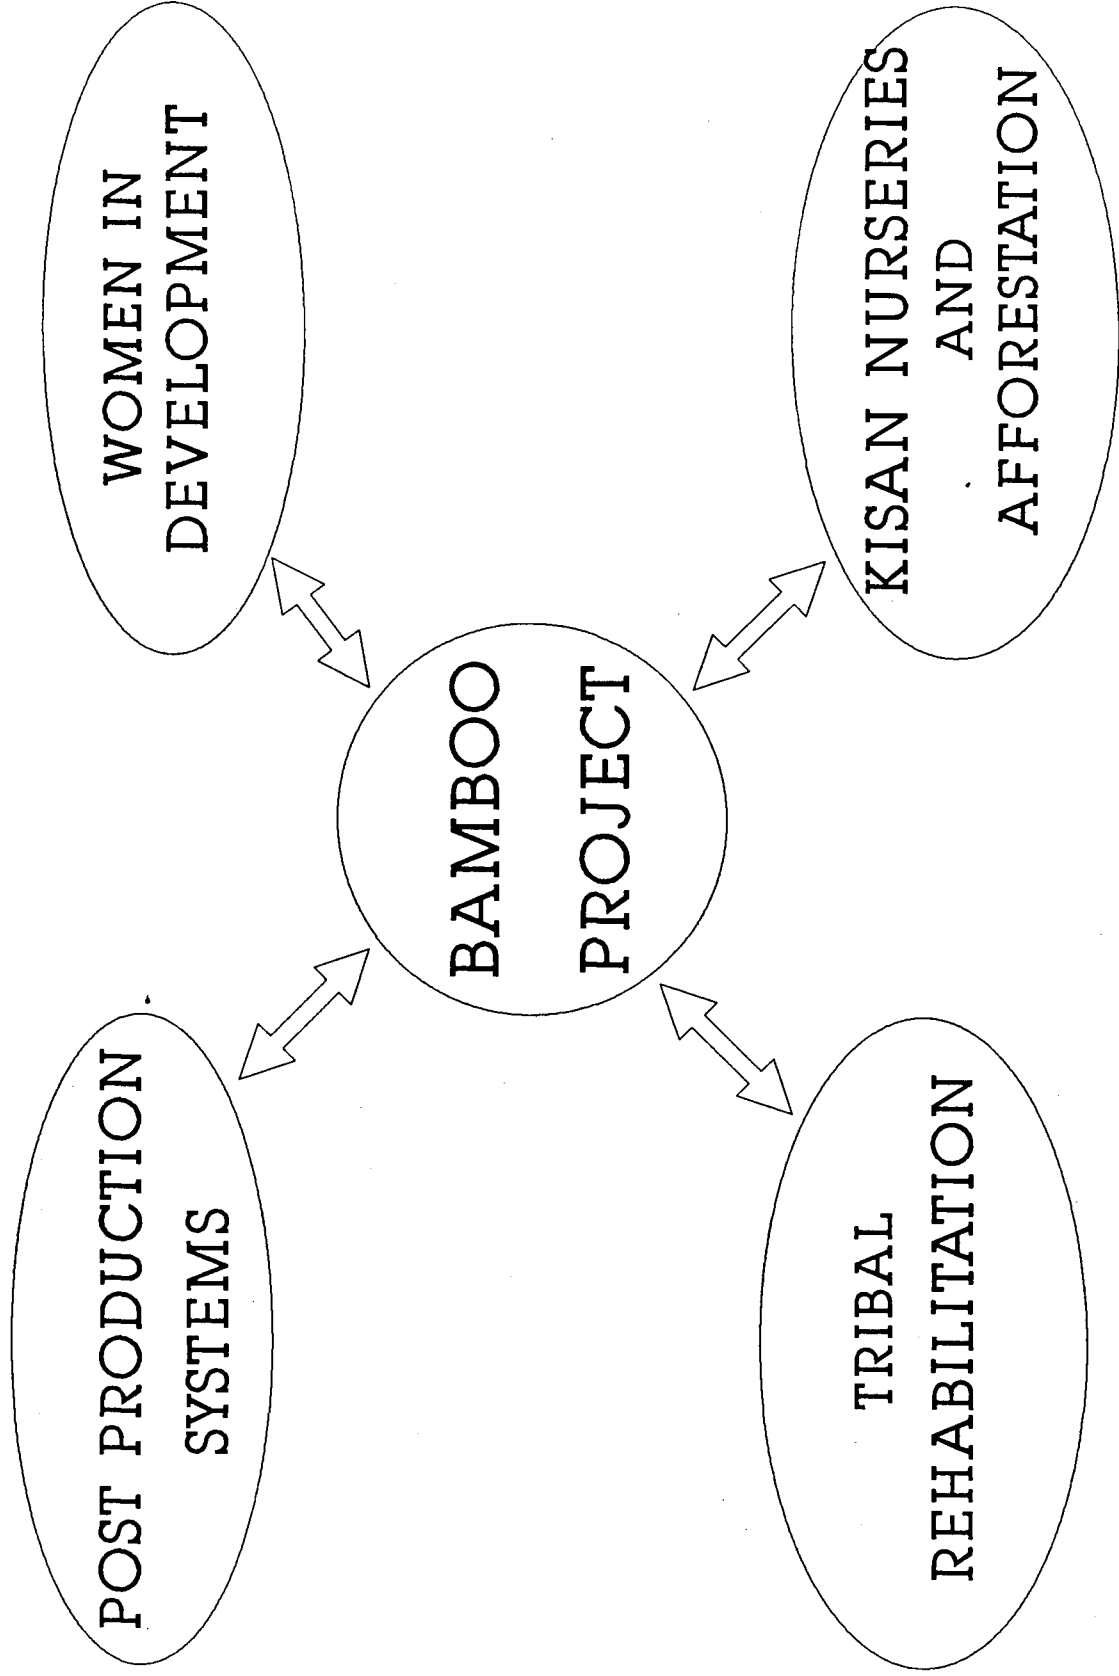 POST PRODUCTION
SYSTEMS
WOMEN IN
DEVELOPMENT
BAMBOO
PROJECT
TRIBAL
REHABILITATION
KISAN NURSERIES
AND
AFFORESTATION